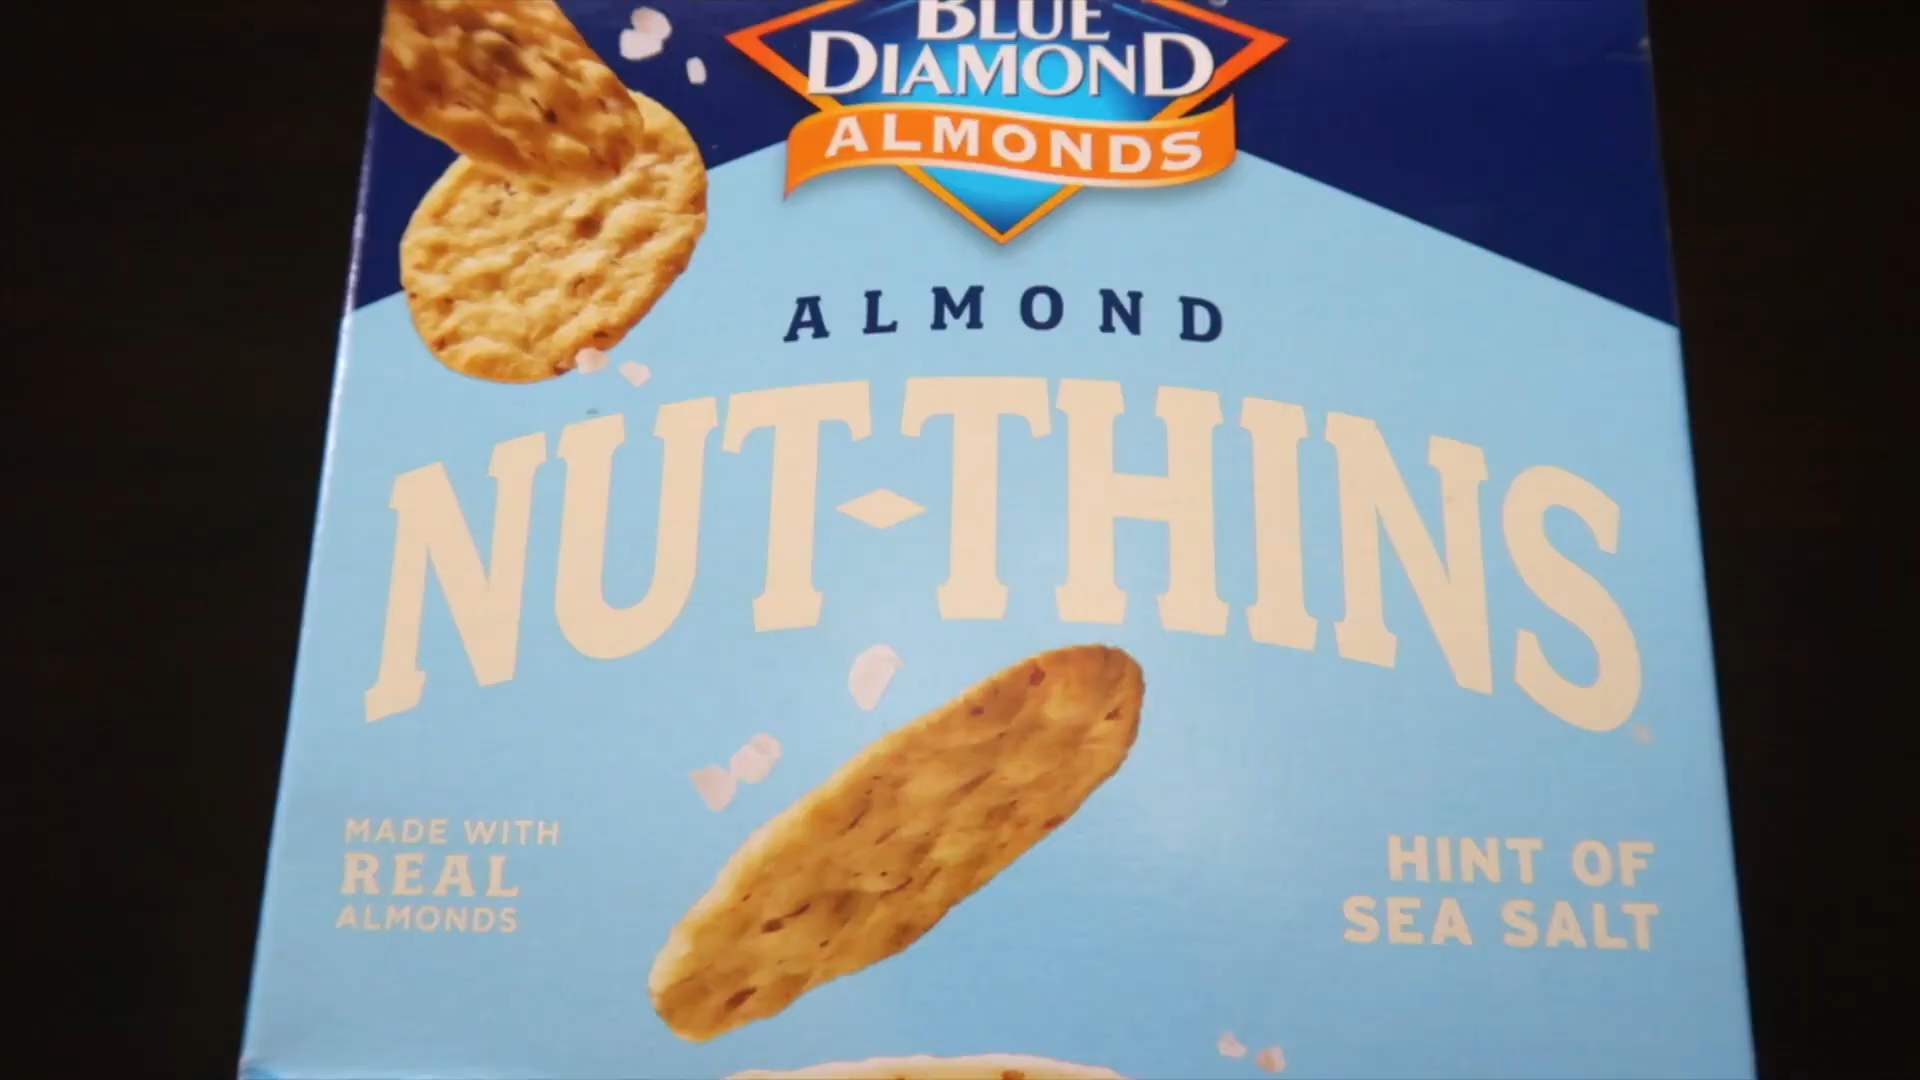 BLUE
DIAMOND
ALMONDS
ALMOND
NUT-THINS
MADE WITH
REAL
ALMONDS
HINT OF
SEA SALT